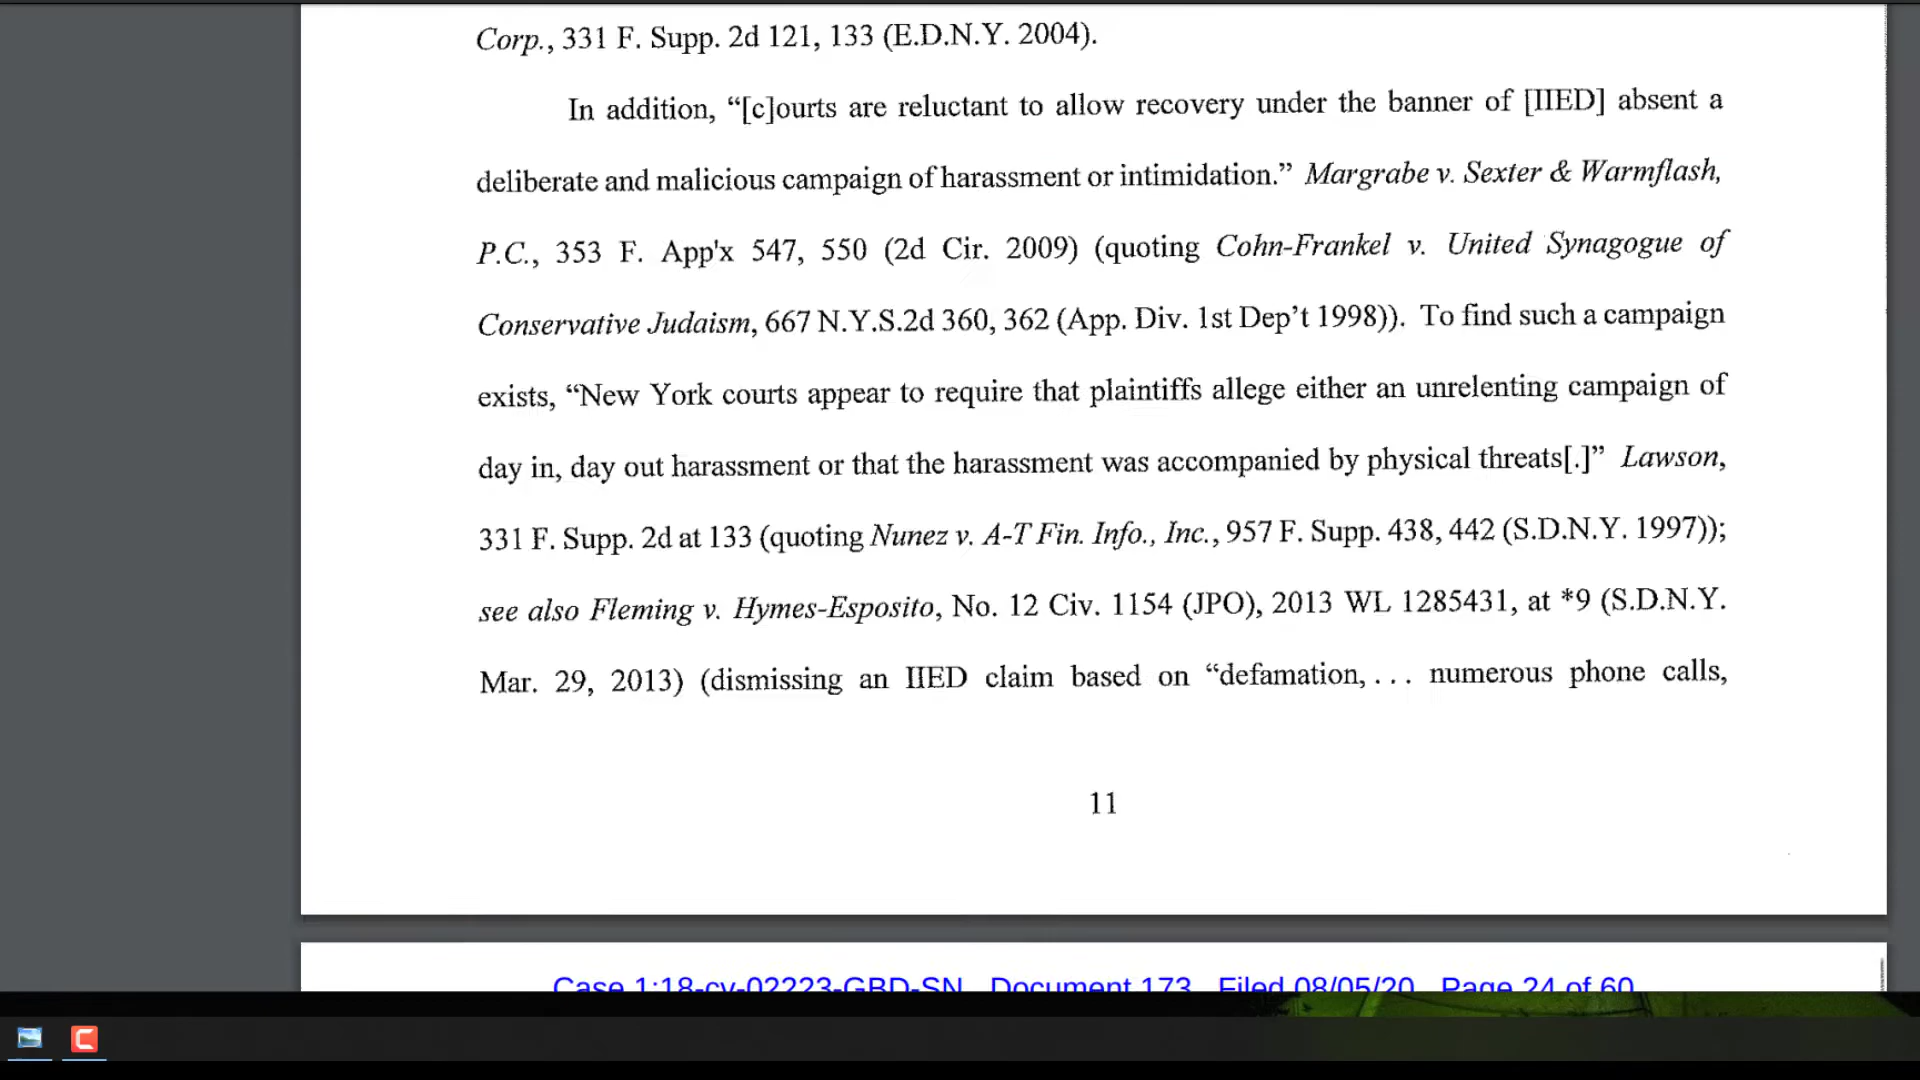 Corp., 331 F. Supp. 2d 121, 133 (E.D.N.Y. 2004).
In addition, “[c]ourts are reluctant to allow recovery under the banner of [IIED] absent a
deliberate and malicious campaign of harassment or intimidation.” Margrabe v. Sexter & Warmflash,
P.C., 353 F. App'x 547, 550 (2d Cir. 2009) (quoting Cohn-Frankel v. United Synagogue of
Conservative Judaism, 667 N.Y.S.2d 360, 362 (App. Div. 1st Dep’t 1998)). To find such a campaign
exists, “New York courts appear to require that plaintiffs allege either an unrelenting campaign of
day in, day out harassment or that the harassment was accompanied by physical threats[.]” Lawson,
331 F. Supp. 2d at 133 (quoting Nunez v. A-T Fin. Info., Inc., 957 F. Supp. 438, 442 (S.D.N.Y. 1997));
see also Fleming v. Hymes-Esposito, No. 12 Civ. 1154 (JPO), 2013 WL 1285431, at *9 (S.D.N.Y.
Mar. 29, 2013) (dismissing an IIED claim based on “defamation, . . . numerous phone calls,
11
Case 1:18-cv-02223-GBD-SN Document 173 Filed 08/05/20 Page 24 of 60